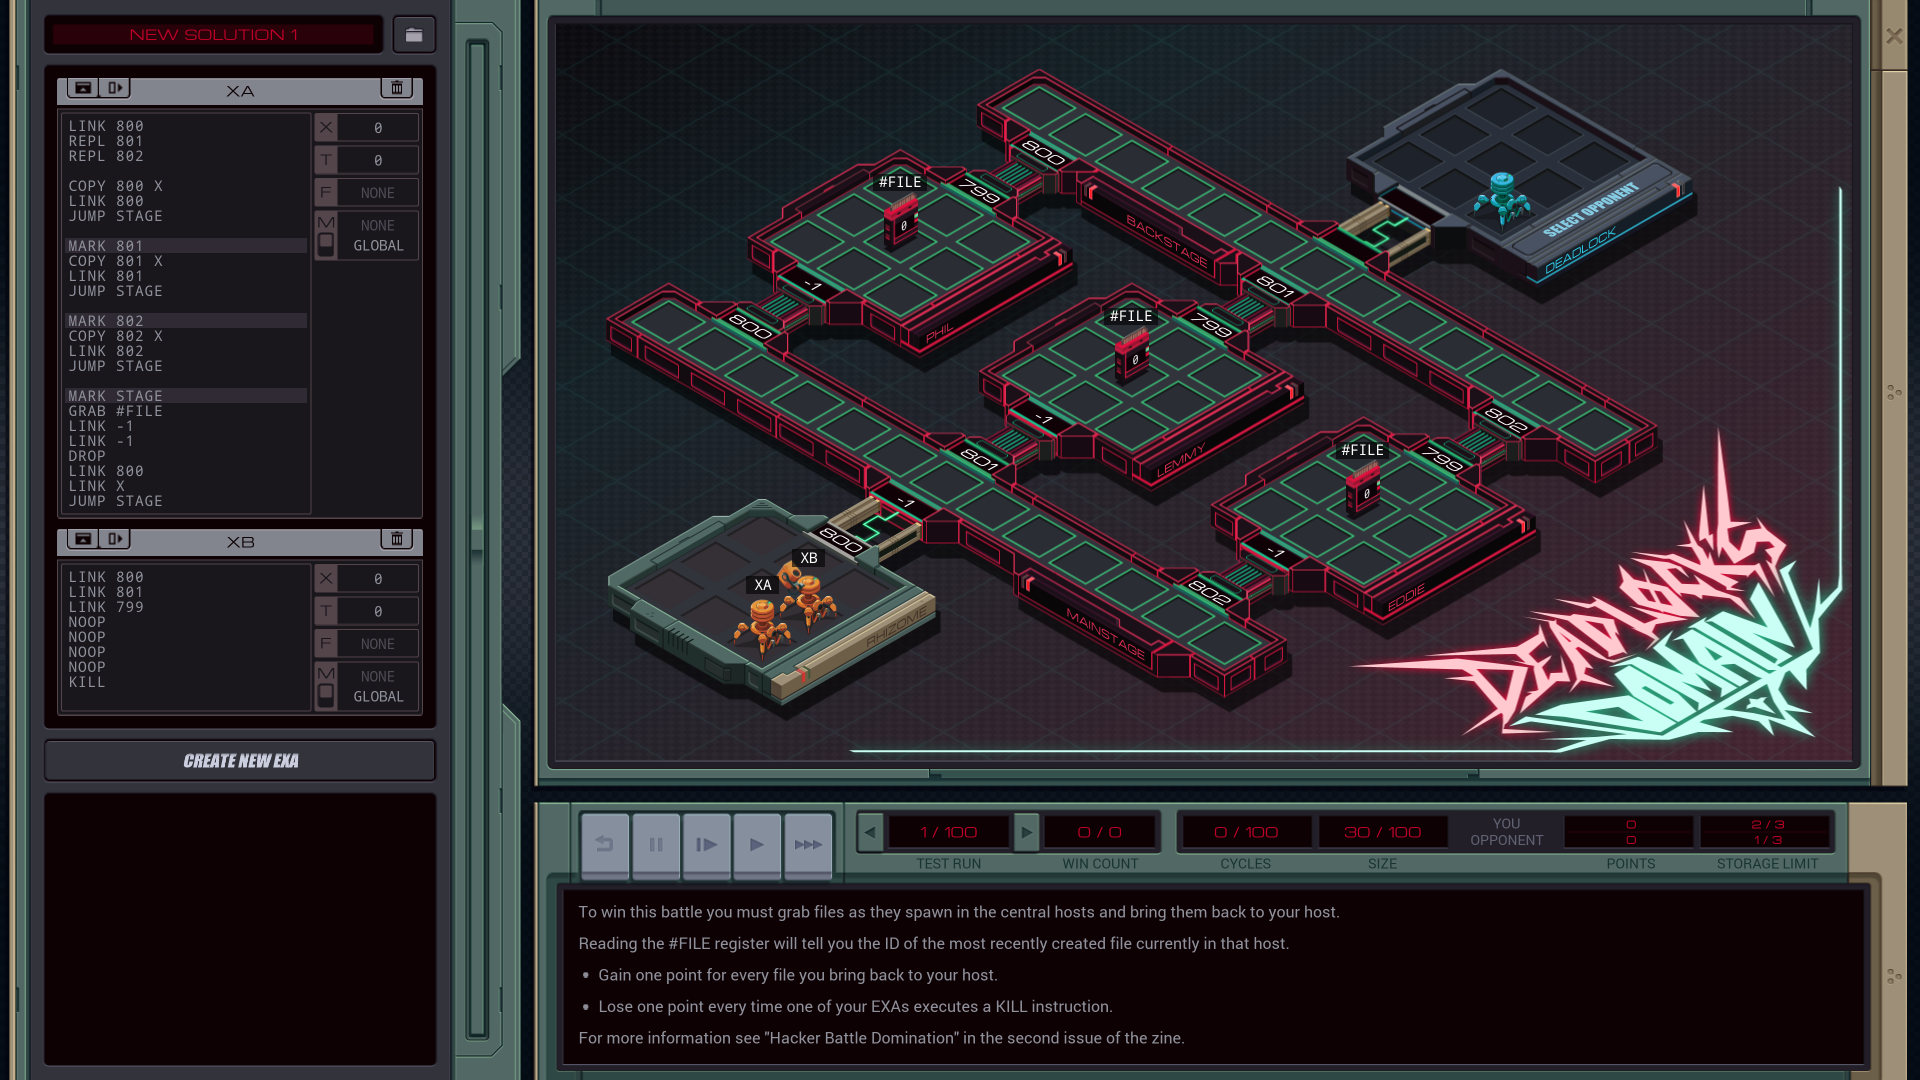 NEW SOLUTION 1
XA
LINK 800
REPL 801
REPL 802
COPY 800 X
LINK 800
JUMP STAGE
MARK 801
COPY 801 X
LINK 801
JUMP STAGE
MARK 802
COPY 802 X
LINK 802
JUMP STAGE
MARK STAGE
GRAB #FILE
LINK -1
LINK -1
DROP
LINK 800
LINK X
JUMP STAGE
X 0
T 0
F NONE
M NONE
GLOBAL
XB
LINK 800
LINK 801
LINK 799
NOOP
NOOP
NOOP
NOOP
KILL
X 0
T 0
F NONE
M NONE
GLOBAL
CREATE NEW EXA
800
799
#FILE
0
BACKSTAGE
SELECT OPPONENT
DEADLOCK
-1
800
PHIL
801
799
#FILE
0
-1
801
LEMMY
802
799
#FILE
0
-1
800
XB
XA
RHIZOME
-1
802
EDDIE
MAINSTAGE
DEADLOCK'S
DOMAIN
1 / 100
TEST RUN
0 / 0
WIN COUNT
0 / 100
CYCLES
30 / 100
SIZE
YOU
OPPONENT
0
0
POINTS
2 / 3
1 / 3
STORAGE LIMIT
To win this battle you must grab files as they spawn in the central hosts and bring them back to your host.
Reading the #FILE register will tell you the ID of the most recently created file currently in that host.
• Gain one point for every file you bring back to your host.
• Lose one point every time one of your EXAs executes a KILL instruction.
For more information see "Hacker Battle Domination" in the second issue of the zine.